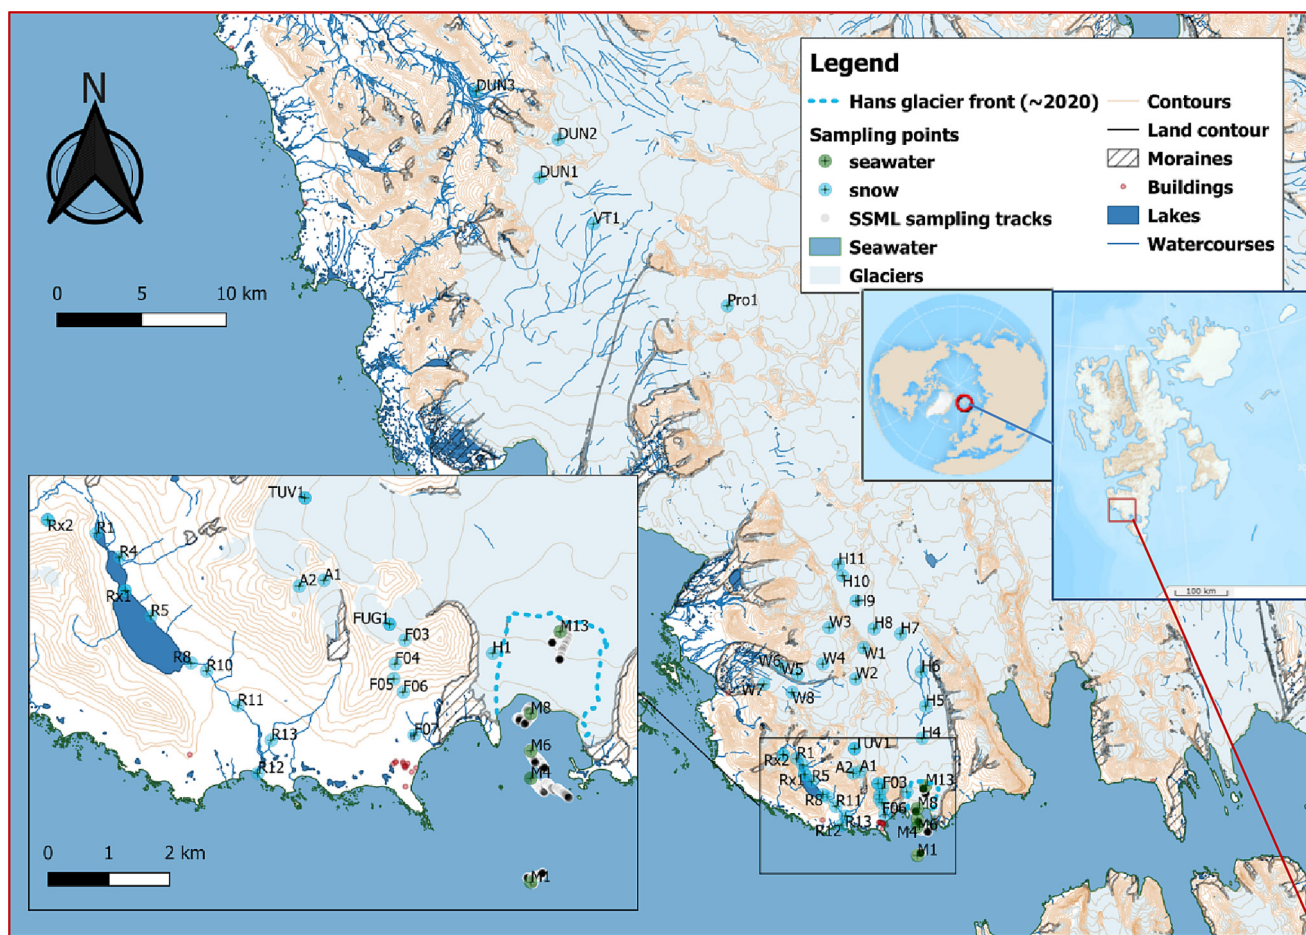 N
0 5 10 km
DUN3
DUN2
DUN1
VT1
Pro1
Legend
Hans glacier front (~2020)
Sampling points
seawater
snow
SSML sampling tracks
Seawater
Glaciers
Contours
Land contour
Moraines
Buildings
Lakes
Watercourses
100 km
TUV1
Rx2
R1
R4
Rx1
R5
A2
A1
FUG1
F03
F04
F05
F06
F07
R8
R10
R11
R13
R12
H1
M13
M8
M6
M4
M1
0 1 2 km
H11
H10
H9
W3
H8
H7
W1
W6
W5
W4
W2
H6
W7
W8
H5
H4
TUV1
Rx2
R1
A2
A1
Rx1
R5
F03
M13
R8
R11
F06
M8
R12
R13
M4
M6
M1